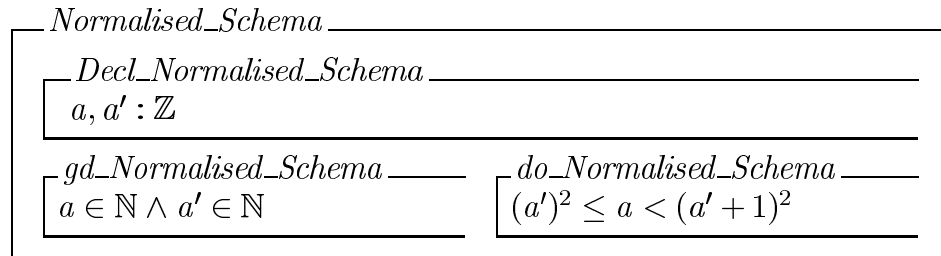 Normalised_Schema
Decl_Normalised_Schema
a, a′ : ℤ
gd_Normalised_Schema
a ∈ ℕ ∧ a′ ∈ ℕ
do_Normalised_Schema
(a′)² ≤ a < (a′ + 1)²